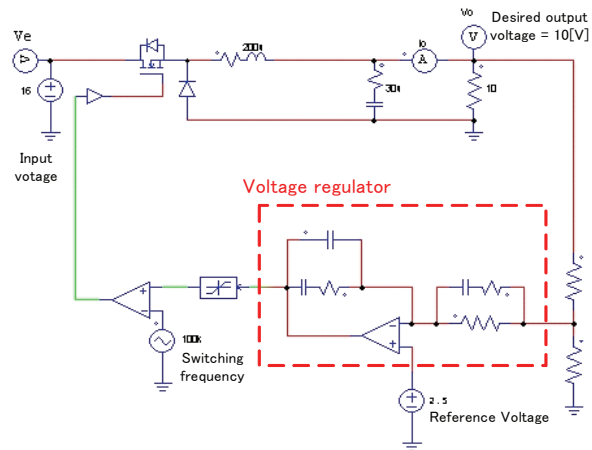 Vo
Desired output
voltage = 10[V]
Ve
V
200u
Io
A
V
16
30u
10
Input
votage
Voltage regulator
100k
Switching
frequency
2.5
Reference Voltage